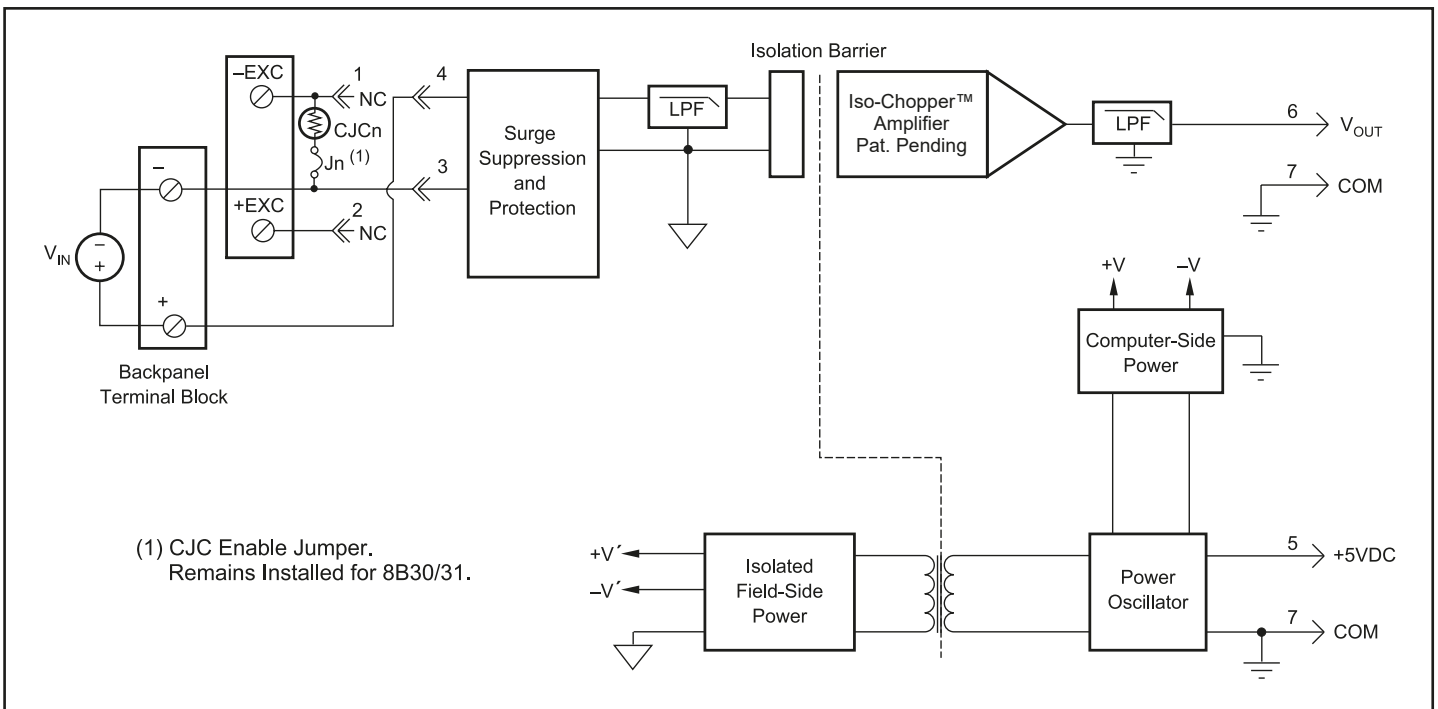 Isolation Barrier
–EXC
1
NC
4
CJCn
Jn (1)
3
+EXC
2
NC
–
VIN
–
+
+
Backpanel
Terminal Block
Surge
Suppression
and
Protection
LPF
Iso-Chopper™
Amplifier
Pat. Pending
LPF
6
VOUT
7
COM
+V
–V
Computer-Side
Power
(1) CJC Enable Jumper.
Remains Installed for 8B30/31.
+V´
–V´
Isolated
Field-Side
Power
Power
Oscillator
5
+5VDC
7
COM